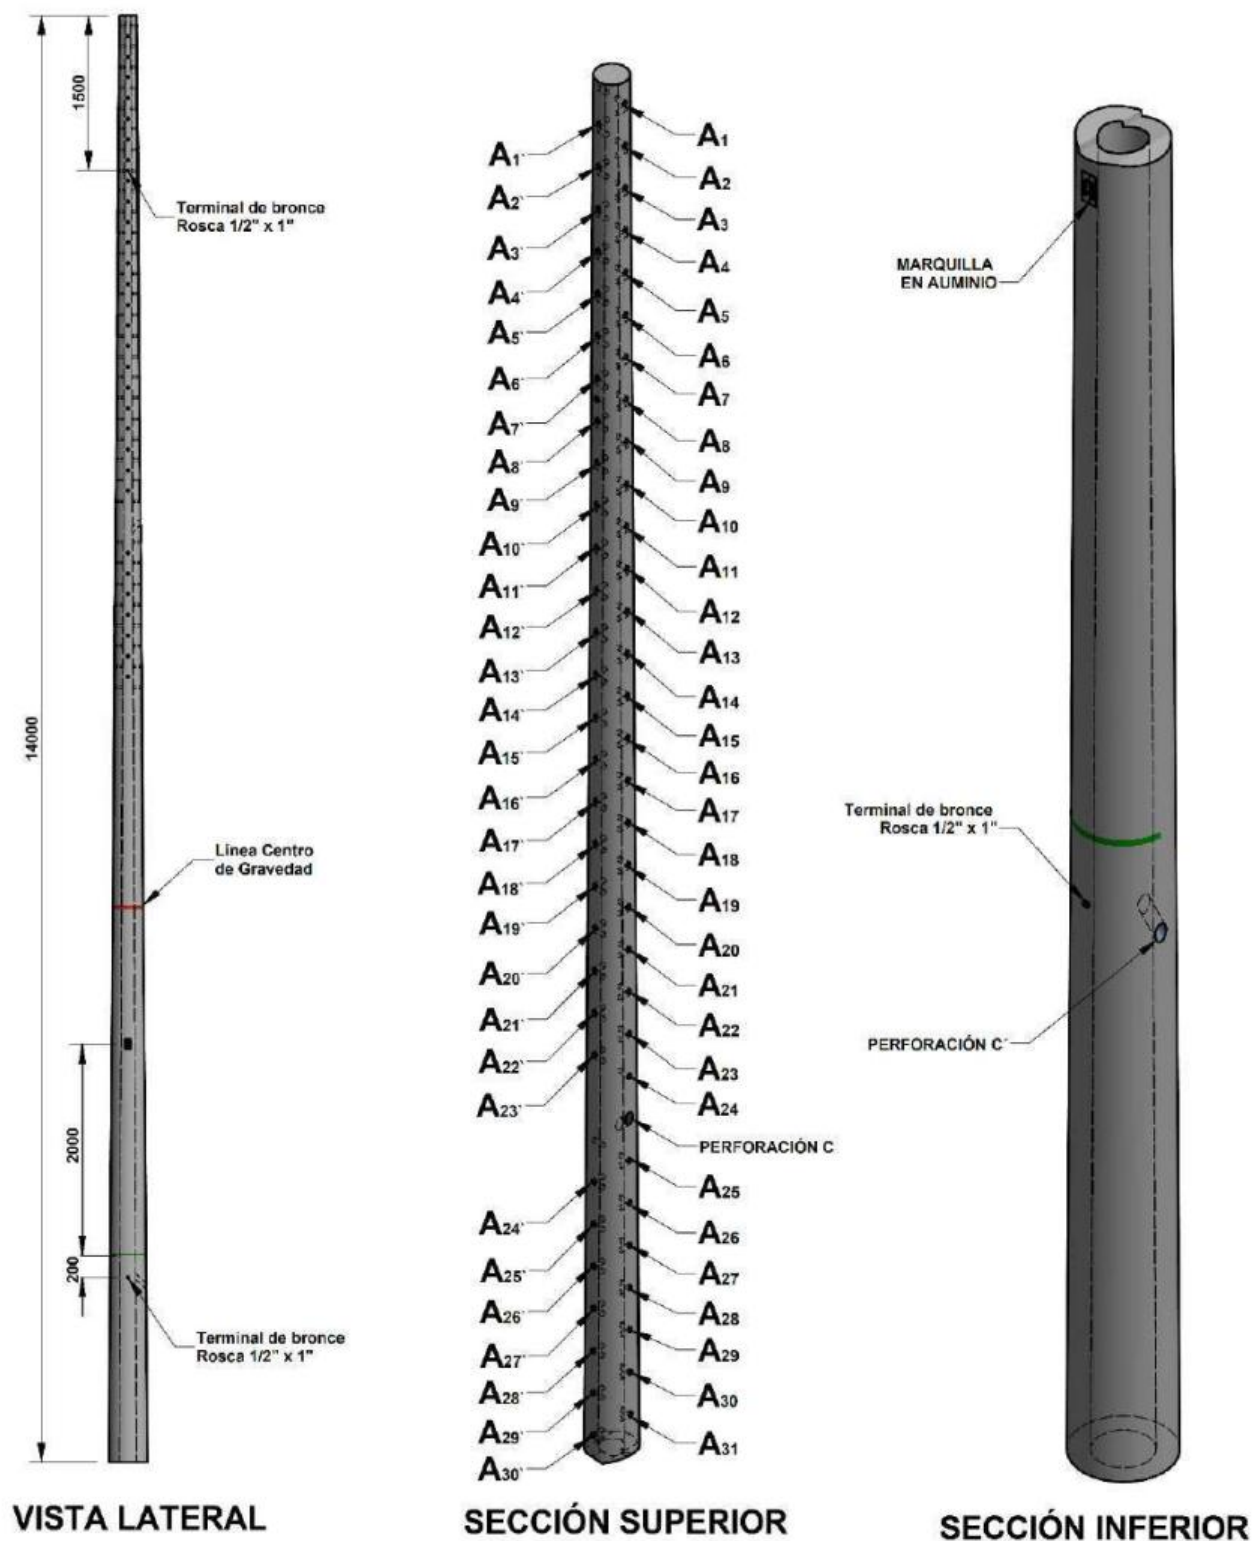 1500
14000
Terminal de bronce
Rosca 1/2" x 1"
Linea Centro
de Gravedad
2000
200
Terminal de bronce
Rosca 1/2" x 1"
VISTA LATERAL
A1`
A2`
A3`
A4`
A5`
A6`
A7`
A8`
A9`
A10`
A11`
A12`
A13`
A14`
A15`
A16`
A17`
A18`
A19`
A20`
A21`
A22`
A23`
A24`
A25`
A26`
A27`
A28`
A29`
A30`
A1
A2
A3
A4
A5
A6
A7
A8
A9
A10
A11
A12
A13
A14
A15
A16
A17
A18
A19
A20
A21
A22
A23
A24
PERFORACIÓN C
A25
A26
A27
A28
A29
A30
A31
SECCIÓN SUPERIOR
MARQUILLA
EN AUMINIO
Terminal de bronce
Rosca 1/2" x 1"
PERFORACIÓN C´
SECCIÓN INFERIOR